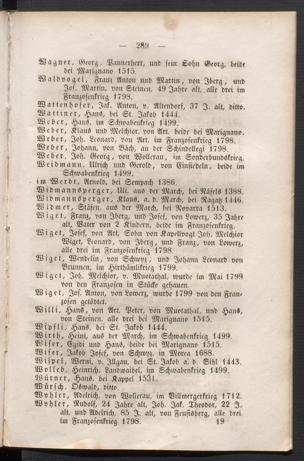 — 289 —
Wagner, Georg, Pannerherr, und sein Sohn Georg, beide
bei Marignano 1515.
Waldvogel, Franz Anton und Martin, von Iberg, und
Jos. Martin, von Steinen, 49 Jahre alt, alle drei im
Franzosenkrieg 1798.
Wattenhofer, Jak. Anton, v. Altendorf, 37 J. alt, ditto.
Wattiner, Hans, bei St. Jakob 1444.
Weber, Hans, im Schwabenkrieg 1499.
Weber, Klaus und Melchior, von Art, beide bei Marignano.
Weber, Joh. Leonard, von Art, im Franzosenkrieg 1798.
Weber, Johann, von Bäch, an der Schindellegi 1798.
Weber, Joh. Georg, von Wollerau, im Sonderbundskrieg.
Weidmann, Ulrich und Gerold, von Einsiedeln, beide im
Schwabenkrieg 1499.
im Werdt, Arnold, bei Sempach 1386.
Widmannsperger, Uli, aus der March, bei Näfels 1388.
Widmannsperger, Klaus, a. d. March, bei Ragaz 1446.
Widmer, Stäffen, aus der March, bei Novarra 1513.
Wiget, Franz, von Iberg, und Josef, von Lowerz, 35 Jahre
alt, Vater von 2 Kindern, beide im Franzosenkrieg.
Wiget, Josef, von Art, Sohn von Kapellvogt Joh. Melchior
Wiget, Leonard, von Iberg, und Franz, von Lowerz,
alle drei im Franzosenkrieg 1798.
Wiget, Wendelin, von Schwyz, und Johann Leonard von
Brunnen, im Hirthämlikrieg 1799.
Wiget, Joh. Melchior, v. Muotathal, wurde im Mai 1799
von den Franzosen in Stücke gehauen.
Wiget, Jos. Anton, von Lowerz, wurde 1799 von den Fran-
zosen getödtet.
Willi, Hans, von Art, Peter, von Muotathal, und Hans,
von Steinen, alle drei bei Marignano 1515.
Wipfli, Hans, bei St. Jakob 1444.
Wirth, Heini, aus der March, im Schwabenkrieg 1499.
Wiser, Egidi und Hans, beide bei Marignano 1515.
Wiser, Jakob Josef, von Schwyz, in Morea 1688.
Wipel, Werni, v. Illgau, bei St. Jakob a. d. Sihl 1443.
Wolleb, Heinrich, Landwaibel, im Schwabenkrieg 1499.
Würner, Hans, bei Kappel 1531.
Würsch, Oswald, ditto.
Wyhler, Adelrich, von Wollerau, im Villmergerkrieg 1712.
Wyhler, Rudolf, 24 Jahre alt, Joh. Jak. Theodor, 22 J.
alt, und Adelrich, 85 J. alt, von Feusisberg, alle drei
im Franzosenkrieg 1798. 19